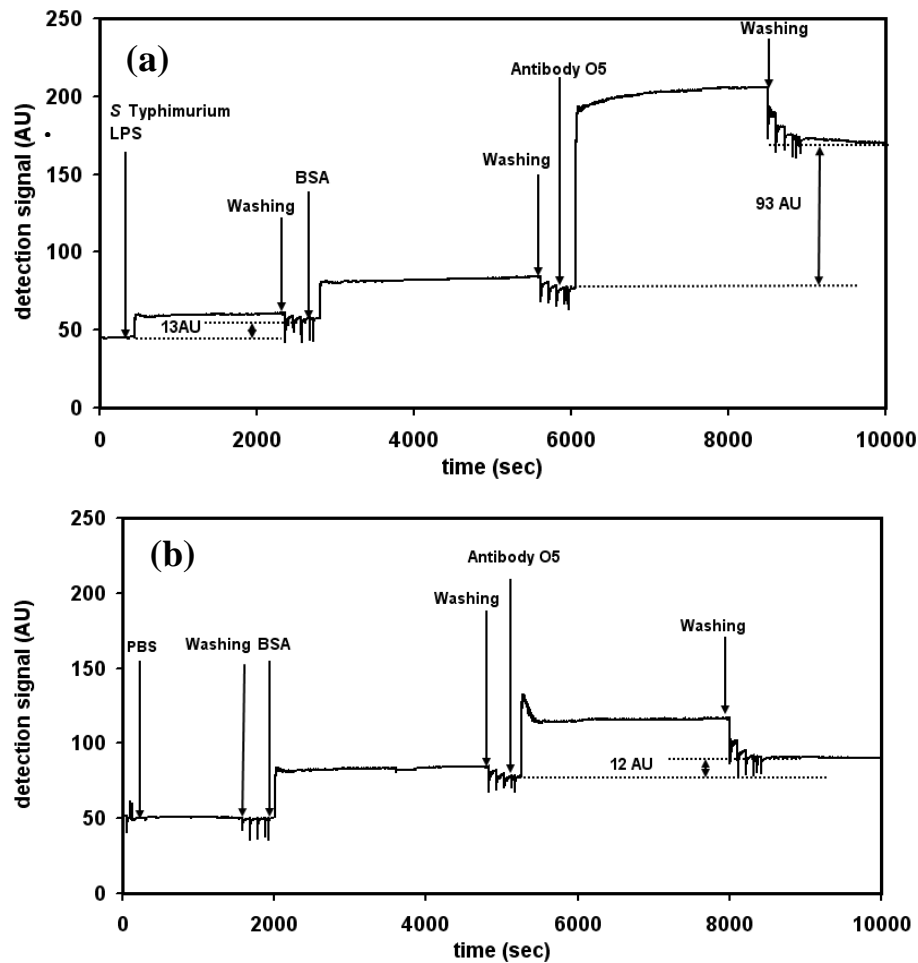 (a)
250
200
150
100
50
0
detection signal (AU)
S Typhimurium
LPS
Washing
BSA
Washing
Antibody O5
Washing
13AU
93 AU
0
2000
4000
6000
8000
10000
time (sec)
(b)
250
200
150
100
50
0
detection signal (AU)
PBS
Washing
BSA
Washing
Antibody O5
Washing
12 AU
0
2000
4000
6000
8000
10000
time (sec)